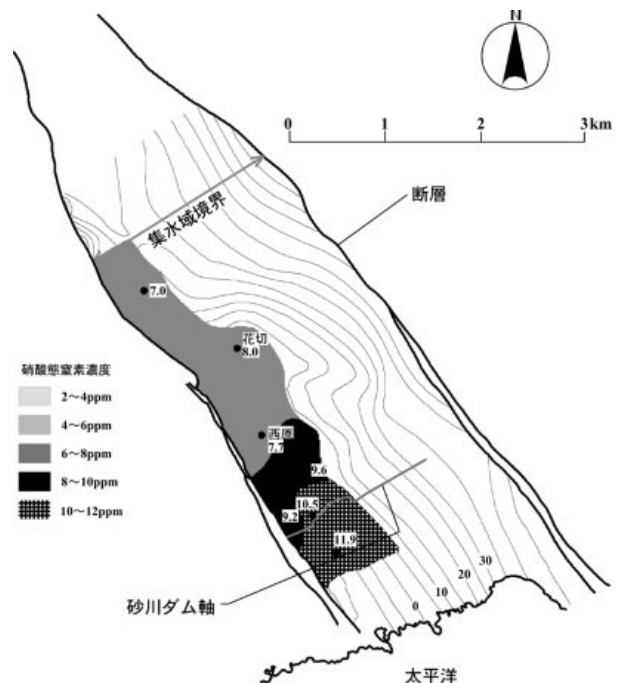 N
0 1 2 3km
断層
集水域境界
7.0
花切
8.0
硝酸態窒素濃度
2〜4ppm
4〜6ppm
6〜8ppm
8〜10ppm
10〜12ppm
西原
7.7
9.6
10.5
9.2
11.9
砂川ダム軸
0 10 20 30
太平洋